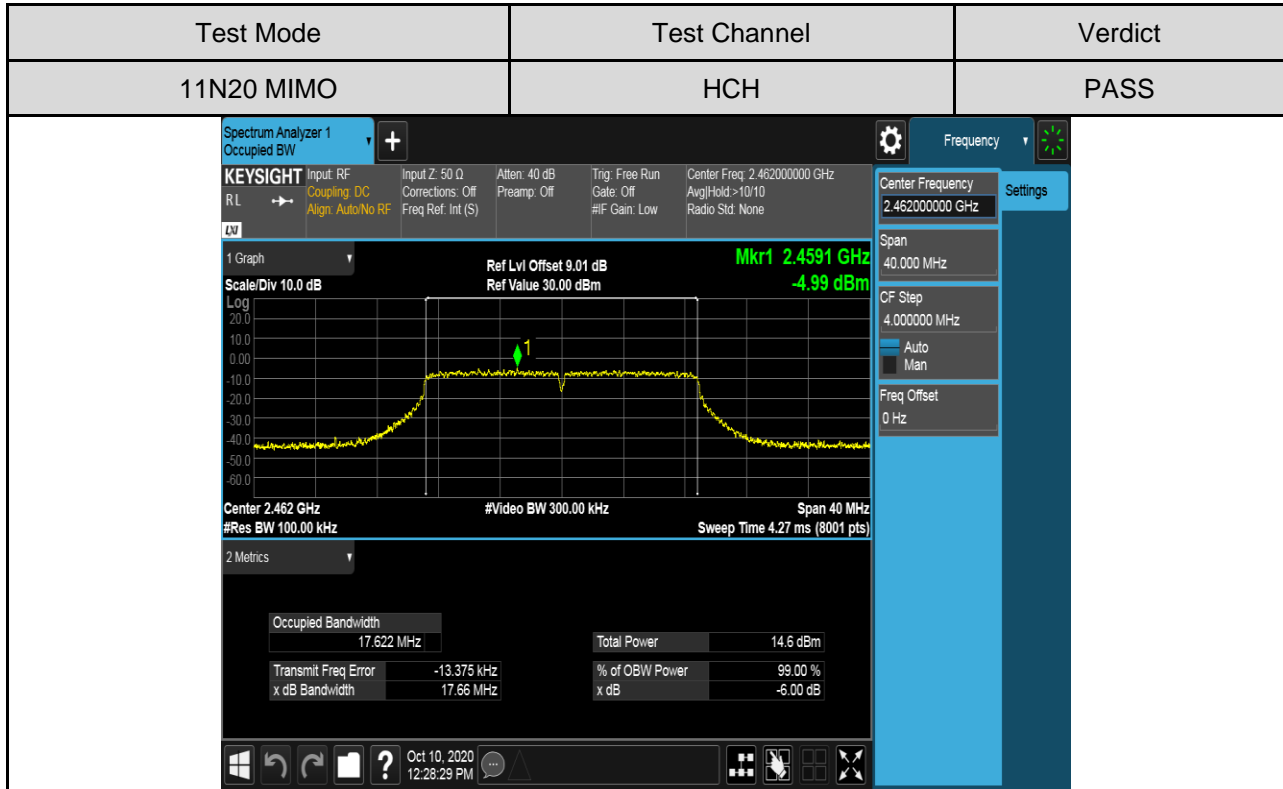 Test Mode Test Channel Verdict
11N20 MIMO HCH PASS
Spectrum Analyzer 1
Occupied BW
Frequency
KEYSIGHT Input: RF Input Z: 50 Ω Atten: 40 dB Trig: Free Run Center Freq: 2.462000000 GHz
RL Coupling: DC Corrections: Off Preamp: Off Gate: Off Avg|Hold:>10/10
Align: Auto/No RF Freq Ref: Int (S) #IF Gain: Low Radio Std: None
LXI
Center Frequency
2.462000000 GHz
Settings
Span
40.000 MHz
CF Step
4.000000 MHz
Auto
Man
Freq Offset
0 Hz
1 Graph Ref Lvl Offset 9.01 dB Mkr1 2.4591 GHz
Scale/Div 10.0 dB Ref Value 30.00 dBm -4.99 dBm
Log
20.0
10.0
0.00
-10.0
-20.0
-30.0
-40.0
-50.0
-60.0
1
Center 2.462 GHz #Video BW 300.00 kHz Span 40 MHz
#Res BW 100.00 kHz Sweep Time 4.27 ms (8001 pts)
2 Metrics
Occupied Bandwidth
17.622 MHz Total Power 14.6 dBm
Transmit Freq Error -13.375 kHz % of OBW Power 99.00 %
x dB Bandwidth 17.66 MHz x dB -6.00 dB
Oct 10, 2020
12:28:29 PM